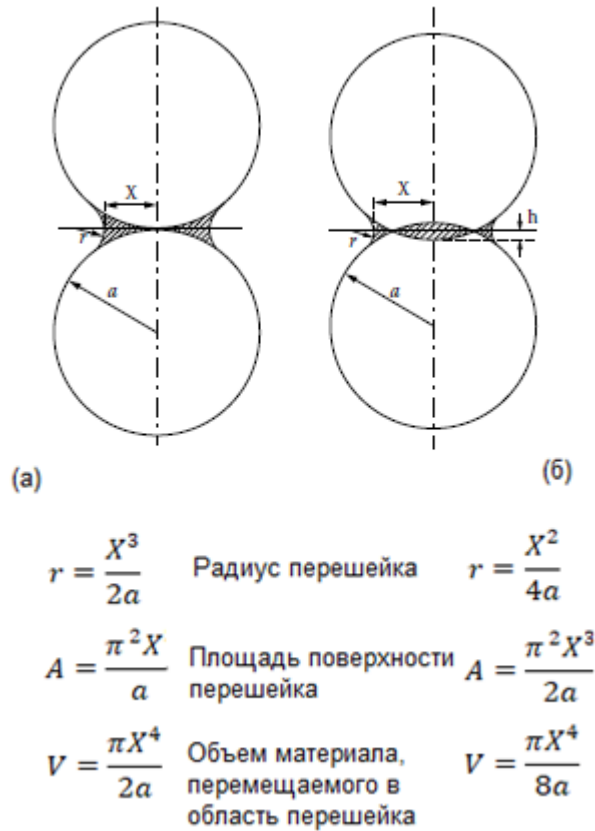 X
r
a
(а)
X
h
r
a
(б)
r = X³/2a Радиус перешейка r = X²/4a
A = π²X/a Площадь поверхности перешейка A = π²X³/2a
V = πX⁴/2a Объем материала, перемещаемого в область перешейка V = πX⁴/8a